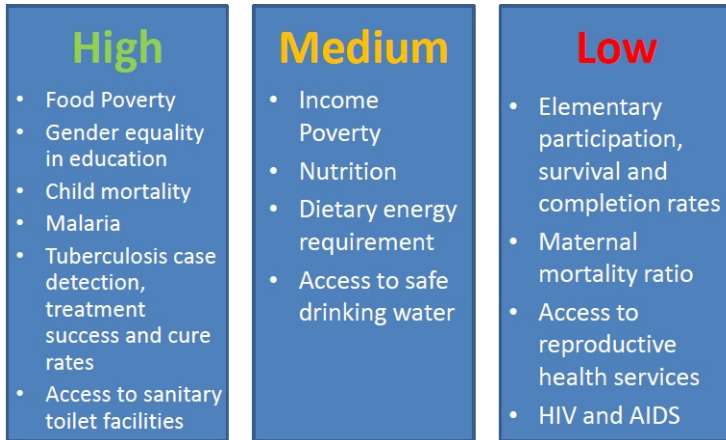 High
• Food Poverty
• Gender equality
in education
• Child mortality
• Malaria
• Tuberculosis case
detection,
treatment
success and cure
rates
• Access to sanitary
toilet facilities
Medium
• Income
Poverty
• Nutrition
• Dietary energy
requirement
• Access to safe
drinking water
Low
• Elementary
participation,
survival and
completion rates
• Maternal
mortality ratio
• Access to
reproductive
health services
• HIV and AIDS